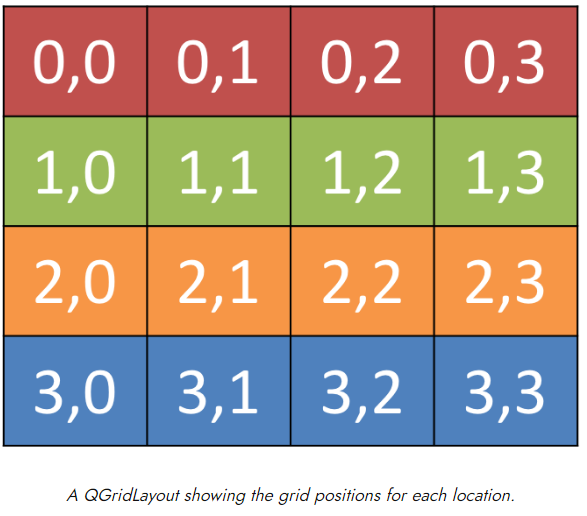 0,0 0,1 0,2 0,3
1,0 1,1 1,2 1,3
2,0 2,1 2,2 2,3
3,0 3,1 3,2 3,3
A QGridLayout showing the grid positions for each location.